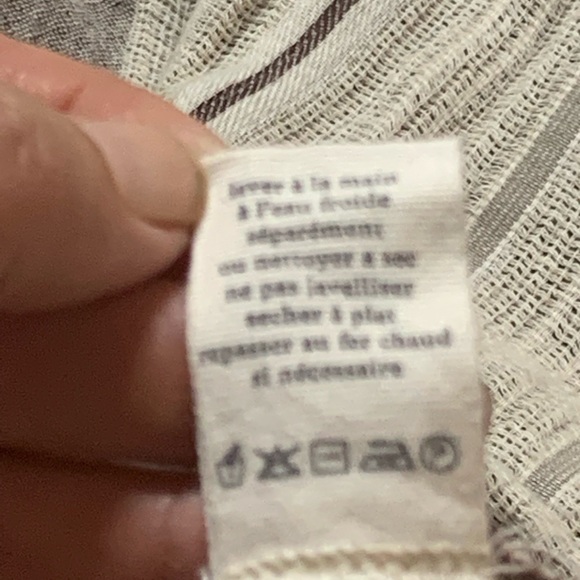 laver à la main
à l'eau froide
séparément
ou nettoyer à sec
ne pas javelliser
secher à plat
repasser au fer chaud
si nécessaire